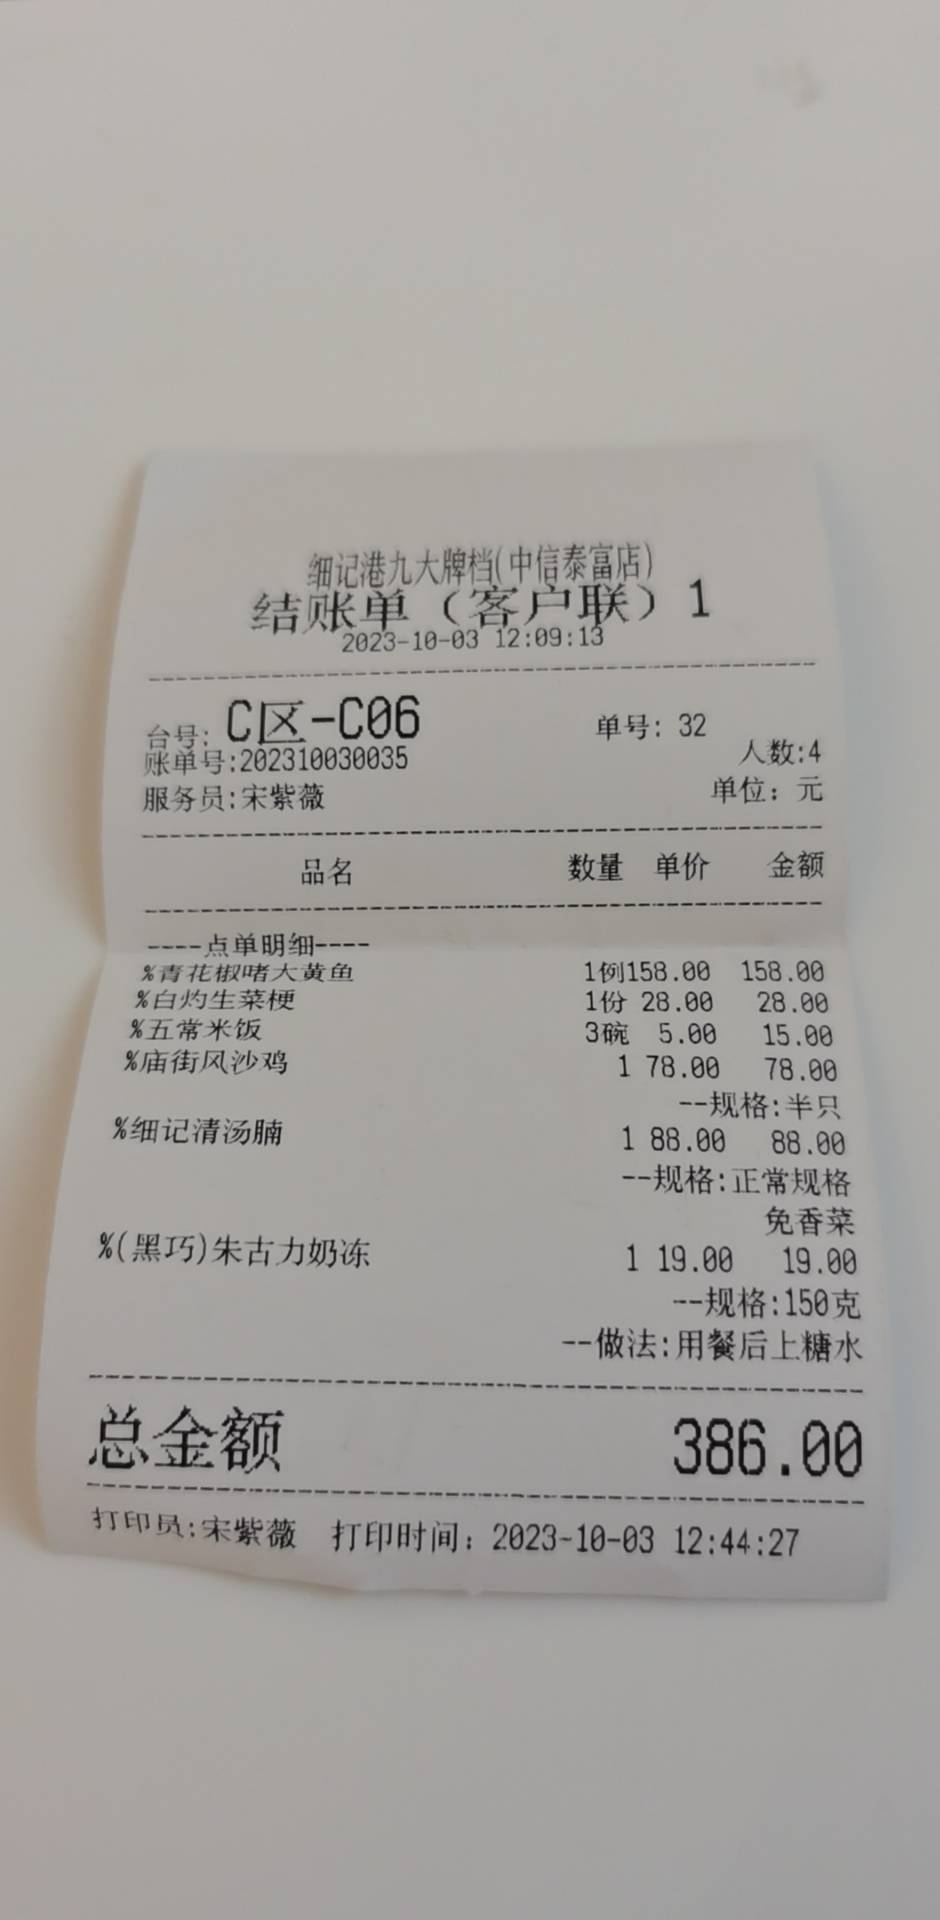 细记港九大牌档(中信泰富店)
结账单（客户联）1
2023-10-03 12:09:13
台号: C区-C06 单号: 32
账单号:202310030035 人数:4
服务员:宋紫薇 单位: 元
品名 数量 单价 金额
----点单明细----
%青花椒啫大黄鱼 1例158.00 158.00
%白灼生菜梗 1份 28.00 28.00
%五常米饭 3碗 5.00 15.00
%庙街风沙鸡 1 78.00 78.00
--规格:半只
%细记清汤腩 1 88.00 88.00
--规格:正常规格
免香菜
%(黑巧)朱古力奶冻 1 19.00 19.00
--规格:150克
--做法:用餐后上糖水
总金额 386.00
打印员:宋紫薇 打印时间: 2023-10-03 12:44:27